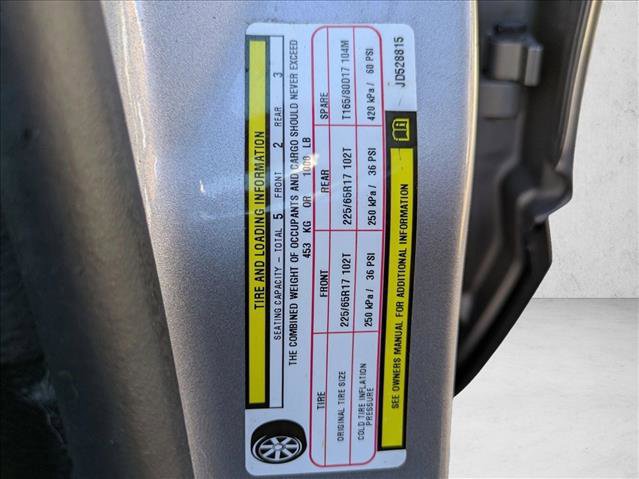 TIRE AND LOADING INFORMATION
SEATING CAPACITY - TOTAL 5 FRONT 2 REAR 3
THE COMBINED WEIGHT OF OCCUPANTS AND CARGO SHOULD NEVER EXCEED
453 KG OR 1000 LB
TIRE FRONT REAR SPARE
ORIGINAL TIRE SIZE 225/65R17 102T 225/65R17 102T T165/80D17 104M
COLD TIRE INFLATION
PRESSURE 250 kPa / 36 PSI 250 kPa / 36 PSI 420 kPa / 60 PSI
SEE OWNERS MANUAL FOR ADDITIONAL INFORMATION
JD528815